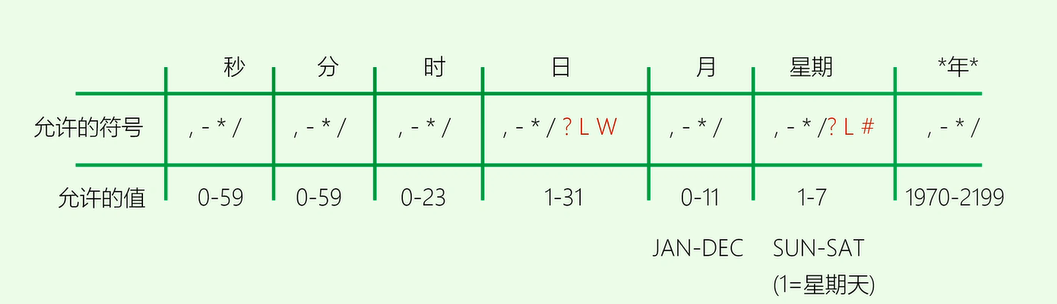 秒 分 时 日 月 星期 *年*
允许的符号 , - * / , - * / , - * / , - * / ? L W , - * / , - * /? L # , - * /
允许的值 0-59 0-59 0-23 1-31 0-11 1-7 1970-2199
JAN-DEC SUN-SAT
(1=星期天)